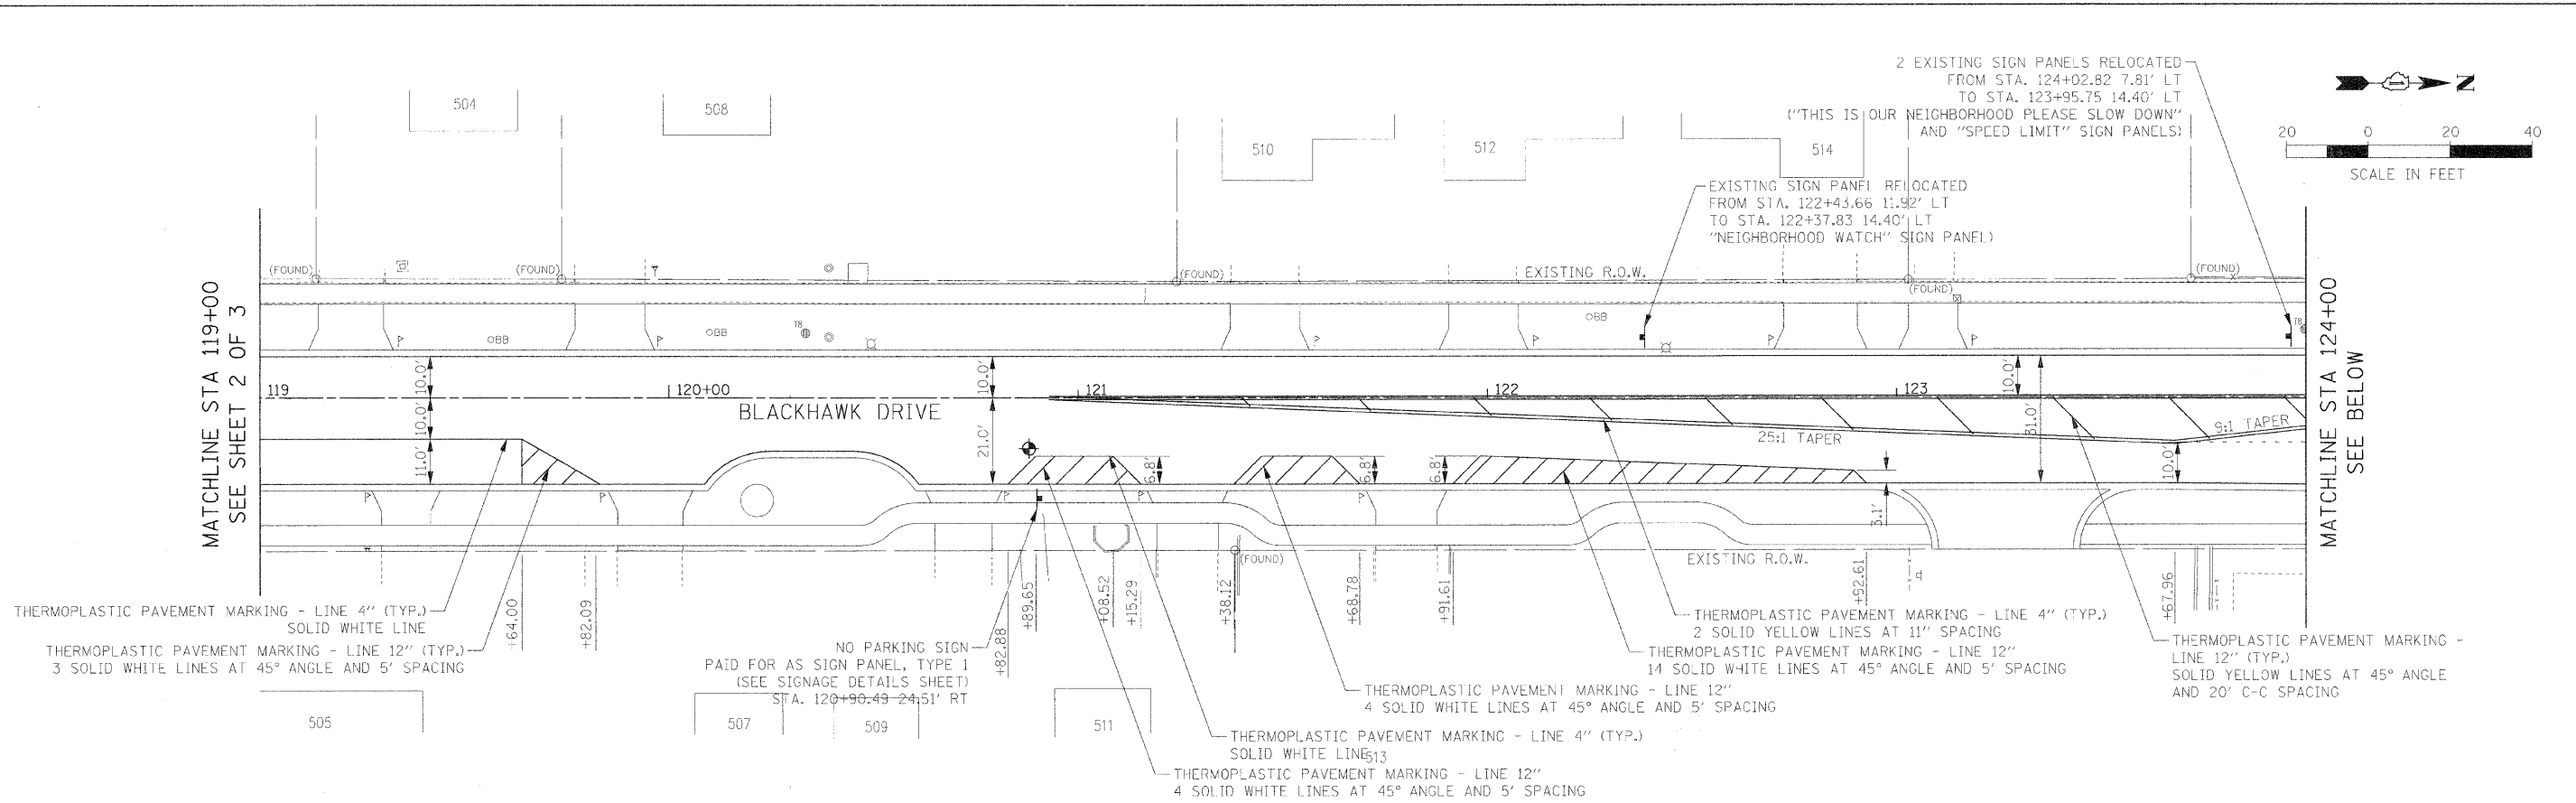 2 EXISTING SIGN PANELS RELOCATED
FROM STA. 124+02.82 7.81' LT
TO STA. 123+95.75 14.40' LT
("THIS IS OUR NEIGHBORHOOD PLEASE SLOW DOWN"
AND "SPEED LIMIT" SIGN PANELS)
N
20 0 20 40
SCALE IN FEET
504
508
510
512
514
EXISTING SIGN PANEL RELOCATED
FROM STA. 122+43.66 11.92' LT
TO STA. 122+37.83 14.40' LT
"NEIGHBORHOOD WATCH" SIGN PANEL)
(FOUND)
(FOUND)
(FOUND)
EXISTING R.O.W.
(FOUND)
(FOUND)
MATCHLINE STA 119+00
SEE SHEET 2 OF 3
MATCHLINE STA 124+00
SEE BELOW
OBB
OBB
TB
OBB
TB
P
P
P
P
P
P
10.0'
10.0'
11.0'
10.0'
21.0'
10.0'
31.0'
10.0'
119
120+00
121
122
123
BLACKHAWK DRIVE
25:1 TAPER
9:1 TAPER
6.8'
6.8'
6.8'
3.1'
P
P
P
P
P
(FOUND)
EXISTING R.O.W.
+64.00
+82.09
+82.88
+89.65
+08.52
+15.29
+38.12
+68.78
+91.61
+92.61
+67.96
THERMOPLASTIC PAVEMENT MARKING - LINE 4" (TYP.)
SOLID WHITE LINE
THERMOPLASTIC PAVEMENT MARKING - LINE 12" (TYP.)
3 SOLID WHITE LINES AT 45° ANGLE AND 5' SPACING
NO PARKING SIGN
PAID FOR AS SIGN PANEL, TYPE 1
(SEE SIGNAGE DETAILS SHEET)
STA. 120+90.49 24.51' RT
THERMOPLASTIC PAVEMENT MARKING - LINE 4" (TYP.)
2 SOLID YELLOW LINES AT 11" SPACING
THERMOPLASTIC PAVEMENT MARKING - LINE 12"
14 SOLID WHITE LINES AT 45° ANGLE AND 5' SPACING
THERMOPLASTIC PAVEMENT MARKING -
LINE 12" (TYP.)
SOLID YELLOW LINES AT 45° ANGLE
AND 20' C-C SPACING
THERMOPLASTIC PAVEMENT MARKING - LINE 12"
4 SOLID WHITE LINES AT 45° ANGLE AND 5' SPACING
THERMOPLASTIC PAVEMENT MARKING - LINE 4" (TYP.)
SOLID WHITE LINE
513
THERMOPLASTIC PAVEMENT MARKING - LINE 12"
4 SOLID WHITE LINES AT 45° ANGLE AND 5' SPACING
505
507
509
511